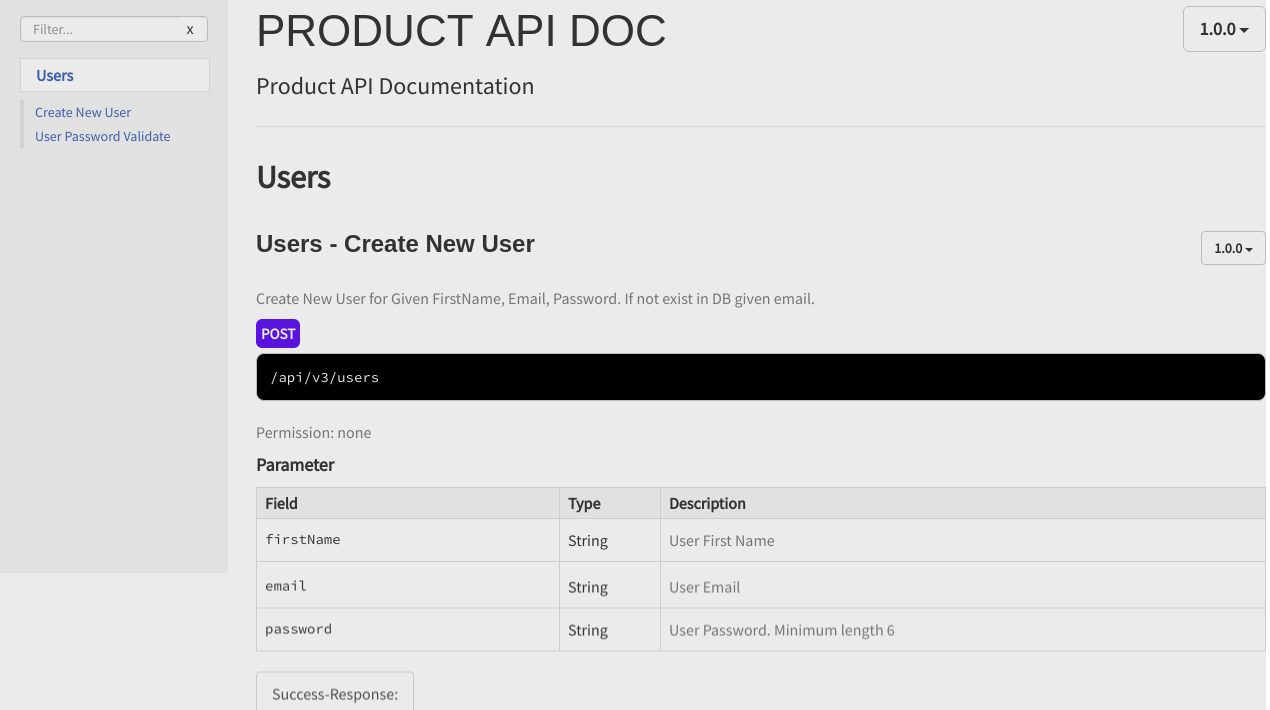 Filter...
x
Users
Create New User
User Password Validate
PRODUCT API DOC
1.0.0
Product API Documentation
Users
Users - Create New User
1.0.0
Create New User for Given FirstName, Email, Password. If not exist in DB given email.
POST
/api/v3/users
Permission: none
Parameter
Field Type Description
firstName String User First Name
email String User Email
password String User Password. Minimum length 6
Success-Response: